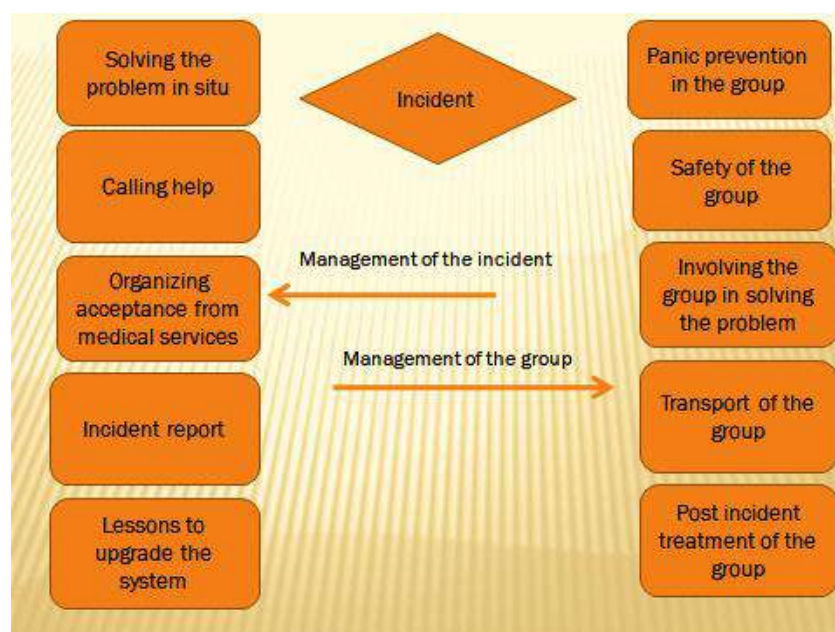 Solving the
problem in situ
Calling help
Organizing
acceptance from
medical services
Incident report
Lessons to
upgrade the
system
Incident
Management of the incident
Management of the group
Panic prevention
in the group
Safety of the
group
Involving the
group in solving
the problem
Transport of the
group
Post incident
treatment of the
group